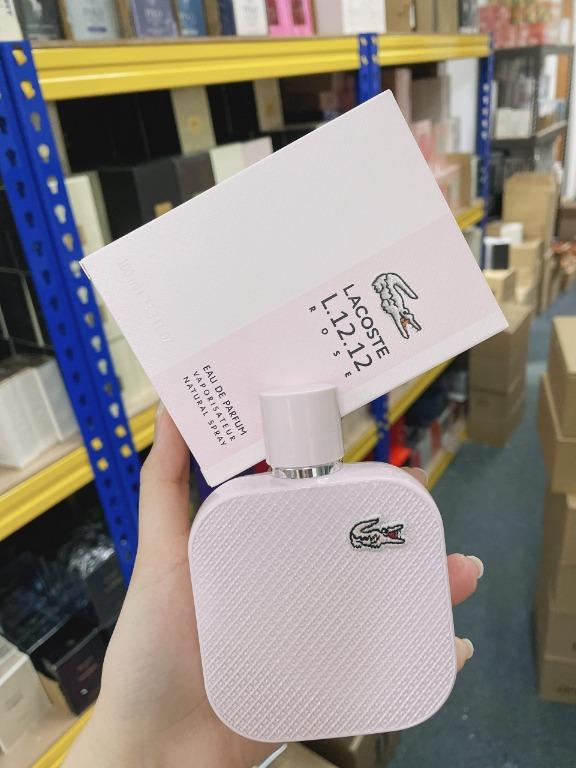 LACOSTE
L.12.12
ROSE
EAU DE PARFUM
VAPORISATEUR
NATURAL SPRAY